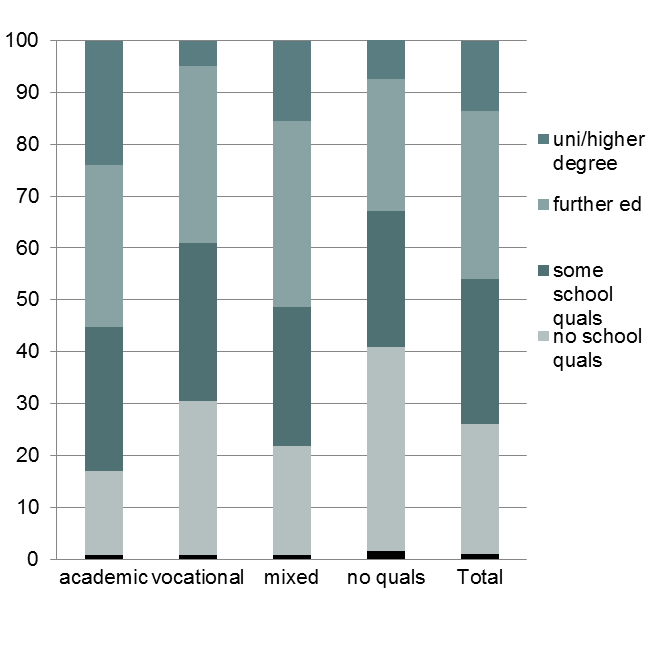 100
90
80
70
60
50
40
30
20
10
0
academic vocational mixed no quals Total
uni/higher
degree
further ed
some
school
quals
no school
quals